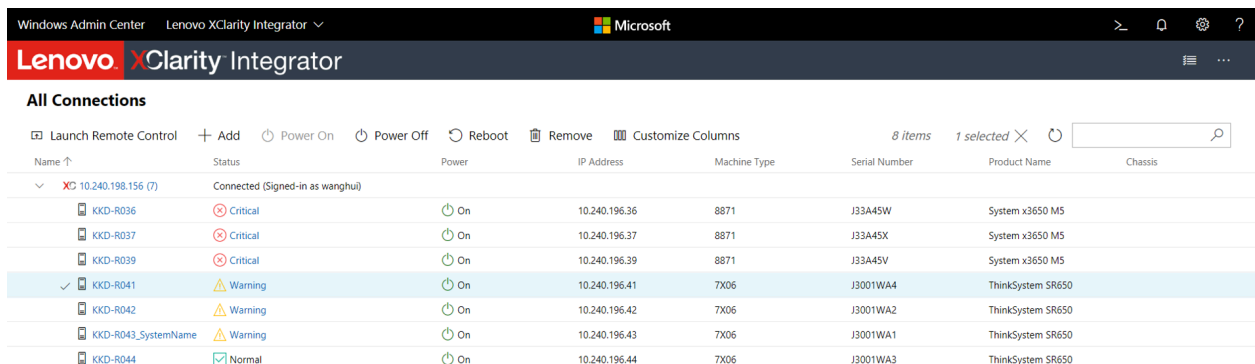 Windows Admin Center Lenovo XClarity Integrator Microsoft
Lenovo. XClarity Integrator
All Connections
Launch Remote Control Add Power On Power Off Reboot Remove Customize Columns 8 items 1 selected
Name Status Power IP Address Machine Type Serial Number Product Name Chassis
XC 10.240.198.156 (7) Connected (Signed-in as wanghui)
KKD-R036 Critical On 10.240.196.36 8871 J33A45W System x3650 M5
KKD-R037 Critical On 10.240.196.37 8871 J33A45X System x3650 M5
KKD-R039 Critical On 10.240.196.39 8871 J33A45V System x3650 M5
KKD-R041 Warning On 10.240.196.41 7X06 J3001WA4 ThinkSystem SR650
KKD-R042 Warning On 10.240.196.42 7X06 J3001WA2 ThinkSystem SR650
KKD-R043_SystemName Warning On 10.240.196.43 7X06 J3001WA1 ThinkSystem SR650
KKD-R044 Normal On 10.240.196.44 7X06 J3001WA3 ThinkSystem SR650